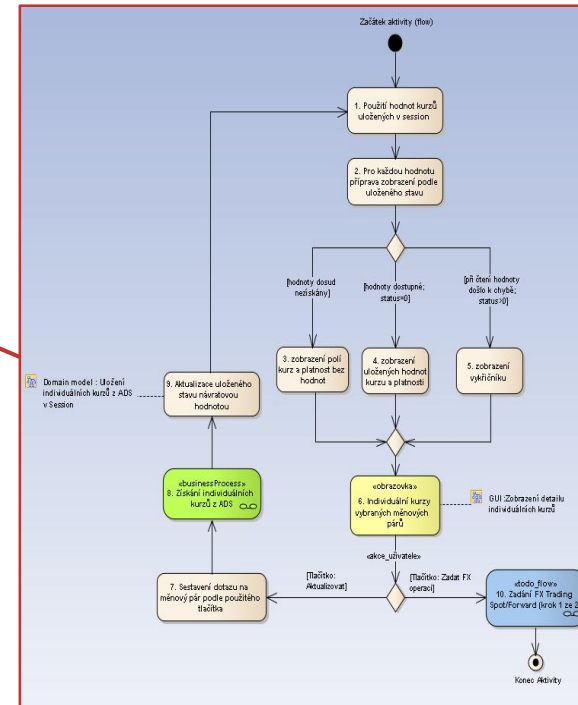 Začátek aktivity (flow)
1. Použití hodnot kurzů
uložených v session
2. Pro každou hodnotu
příprava zobrazení podle
uloženého stavu
[hodnoty dosud
nezískány]
[hodnoty dostupné;
status=0]
[při čtení hodnoty
došlo k chybě;
status>0]
3. zobrazení polí
kurz a platnost bez
hodnot
4. zobrazení
uložených hodnot
kurzu a platnosti
5. zobrazení
vykřičníku
Domain model : Uložení
individuálních kurzů z ADS
v Session
9. Aktualizace uloženého
stavu návratovou
hodnotou
«businessProcess»
8. Získání individuálních
kurzů z ADS
«obrazovka»
6. Individuální kurzy
vybraných měnových
párů
GUI :Zobrazení detailu
individuálních kurzů
«akce_uživatele»
[Tlačítko:
Aktualizovat]
[Tlačítko: Zadat FX
operaci]
7. Sestavení dotazu na
měnový pár podle použitého
tlačítka
«todo_flow»
10. Zadání FX Trading
Spot/Forward (krok 1 ze 2
Konec Aktivity